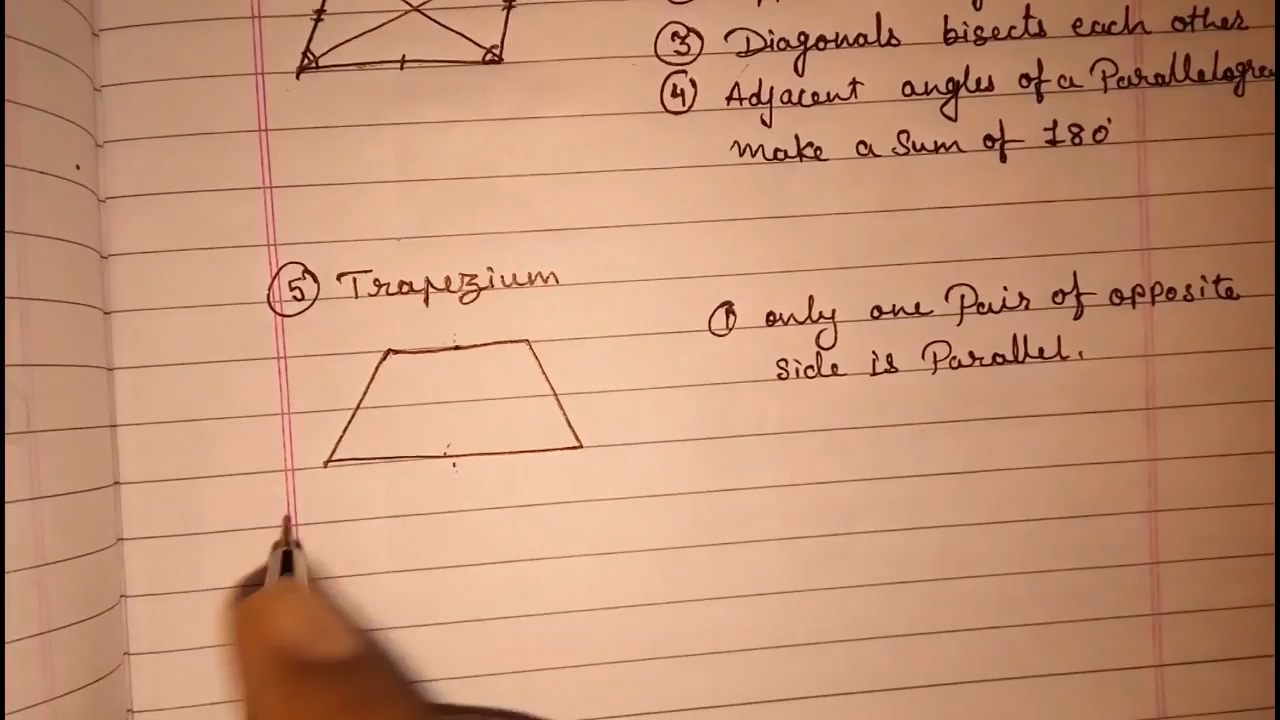 ③ Diagonals bisects each other
④ Adjacent angles of a Parallelogra
make a Sum of 180°
⑤ Trapezium
① only one Pair of opposite
side is Parallel.